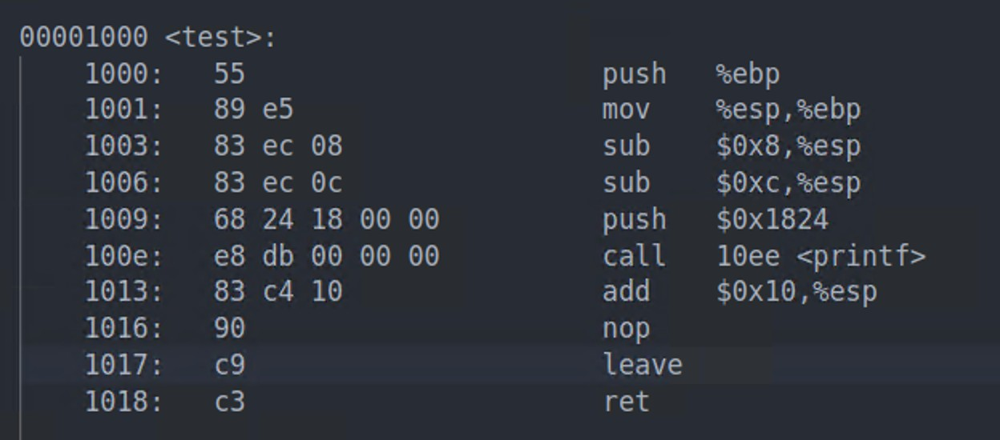 00001000 <test>:
1000: 55 push %ebp
1001: 89 e5 mov %esp,%ebp
1003: 83 ec 08 sub $0x8,%esp
1006: 83 ec 0c sub $0xc,%esp
1009: 68 24 18 00 00 push $0x1824
100e: e8 db 00 00 00 call 10ee <printf>
1013: 83 c4 10 add $0x10,%esp
1016: 90 nop
1017: c9 leave
1018: c3 ret